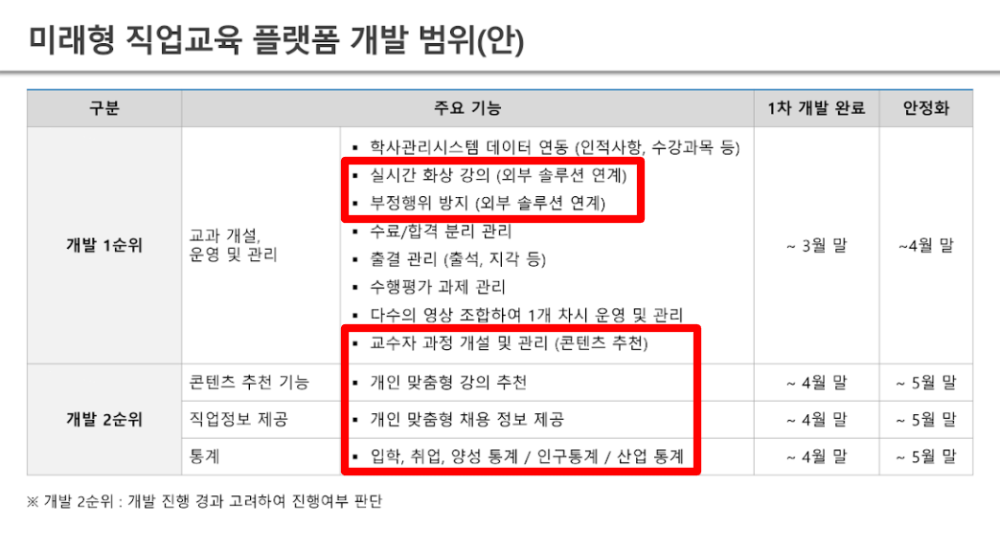 미래형 직업교육 플랫폼 개발 범위(안)
구분 주요 기능 1차 개발 완료 안정화
개발 1순위
교과 개설,
운영 및 관리
▪ 학사관리시스템 데이터 연동 (인적사항, 수강과목 등)
▪ 실시간 화상 강의 (외부 솔루션 연계)
▪ 부정행위 방지 (외부 솔루션 연계)
▪ 수료/합격 분리 관리
▪ 출결 관리 (출석, 지각 등)
▪ 수행평가 과제 관리
▪ 다수의 영상 조합하여 1개 차시 운영 및 관리
▪ 교수자 과정 개설 및 관리 (콘텐츠 추천)
~ 3월 말 ~4월 말
개발 2순위
콘텐츠 추천 기능 ▪ 개인 맞춤형 강의 추천 ~ 4월 말 ~ 5월 말
직업정보 제공 ▪ 개인 맞춤형 채용 정보 제공 ~ 4월 말 ~ 5월 말
통계 ▪ 입학, 취업, 양성 통계 / 인구통계 / 산업 통계 ~ 4월 말 ~ 5월 말
※ 개발 2순위 : 개발 진행 경과 고려하여 진행여부 판단